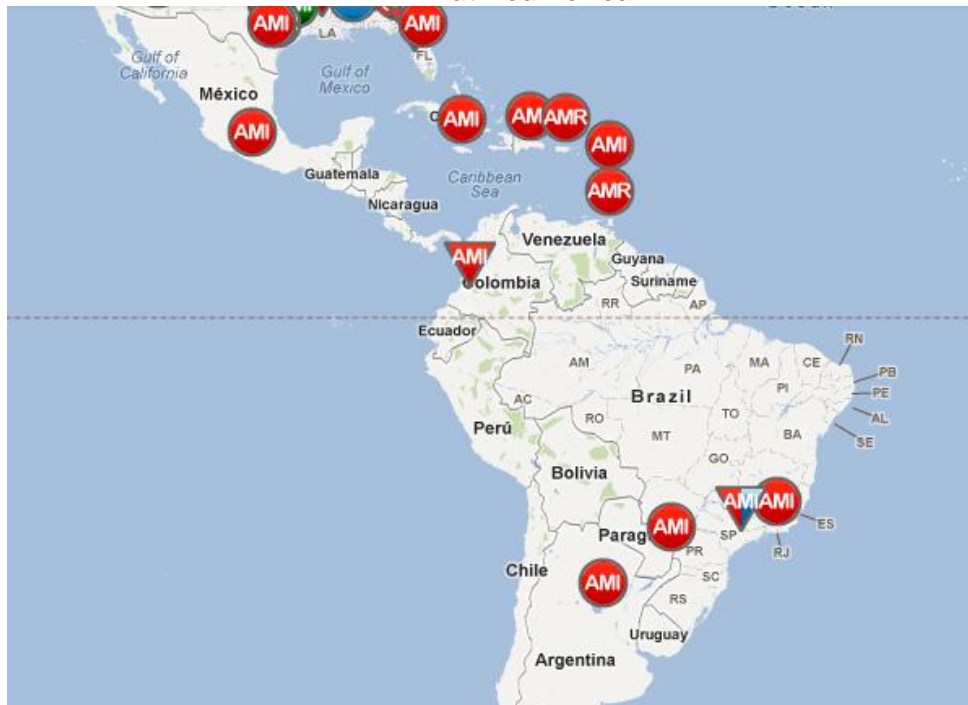 AMI
AMI
LA
FL
Gulf of
California
Gulf of
Mexico
México
AMI
AMI
AMI
AMR
AMI
AMR
Guatemala
Caribbean
Sea
Nicaragua
AMI
Venezuela
Guyana
Colombia
Suriname
RR
AP
Ecuador
AM
PA
MA
CE
RN
PB
PE
AL
SE
AC
Brazil
PI
RO
TO
Perú
MT
BA
GO
Bolivia
AMI
AMI
ES
AMI
SP
RJ
PR
Chile
AMI
SC
RS
Uruguay
Argentina